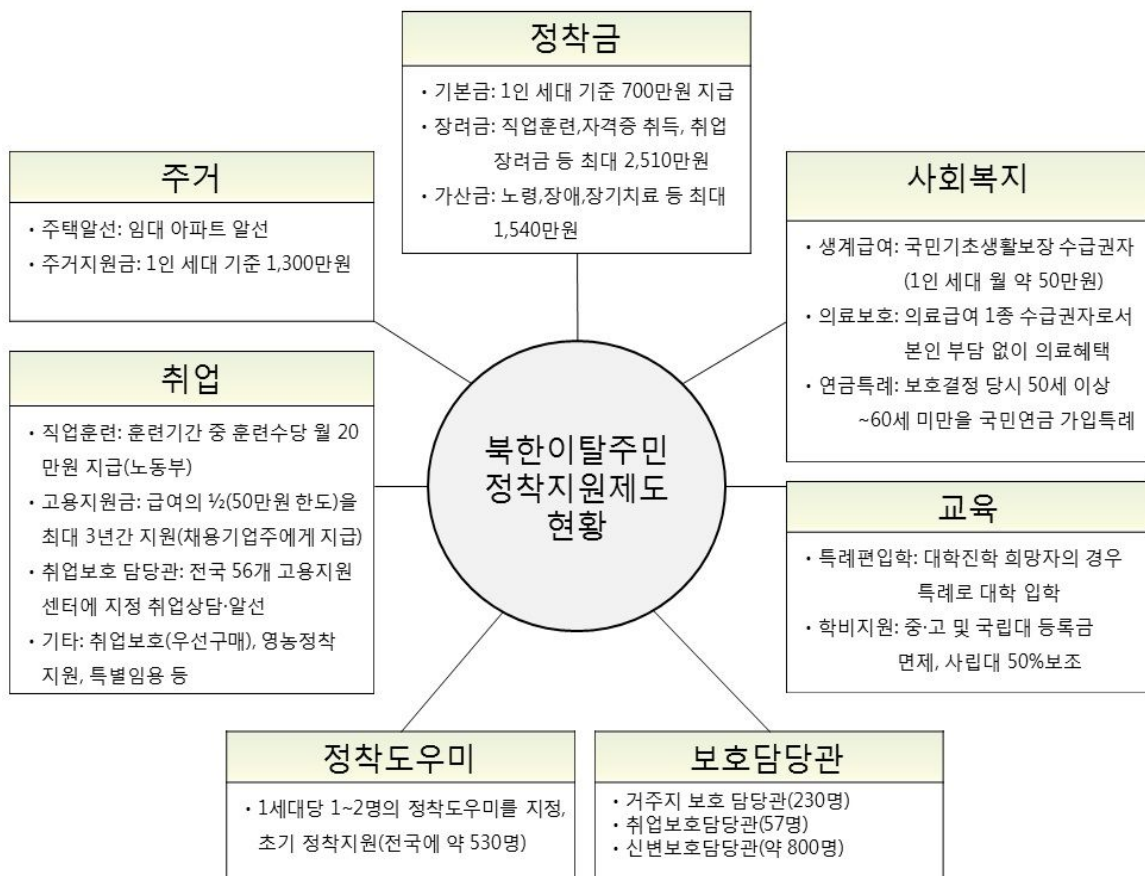 정착금
• 기본금: 1인 세대 기준 700만원 지급
• 장려금: 직업훈련,자격증 취득, 취업
장려금 등 최대 2,510만원
• 가산금: 노령,장애,장기치료 등 최대
1,540만원
주거
• 주택알선: 임대 아파트 알선
• 주거지원금: 1인 세대 기준 1,300만원
사회복지
• 생계급여: 국민기초생활보장 수급권자
(1인 세대 월 약 50만원)
• 의료보호: 의료급여 1종 수급권자로서
본인 부담 없이 의료혜택
• 연금특례: 보호결정 당시 50세 이상
~60세 미만을 국민연금 가입특례
취업
• 직업훈련: 훈련기간 중 훈련수당 월 20
만원 지급(노동부)
• 고용지원금: 급여의 ½(50만원 한도)을
최대 3년간 지원(채용기업주에게 지급)
• 취업보호 담당관: 전국 56개 고용지원
센터에 지정 취업상담·알선
• 기타: 취업보호(우선구매), 영농정착
지원, 특별임용 등
북한이탈주민
정착지원제도
현황
교육
• 특례편입학: 대학진학 희망자의 경우
특례로 대학 입학
• 학비지원: 중·고 및 국립대 등록금
면제, 사립대 50%보조
정착도우미
• 1세대당 1~2명의 정착도우미를 지정,
초기 정착지원(전국에 약 530명)
보호담당관
• 거주지 보호 담당관(230명)
• 취업보호담당관(57명)
• 신변보호담당관(약 800명)